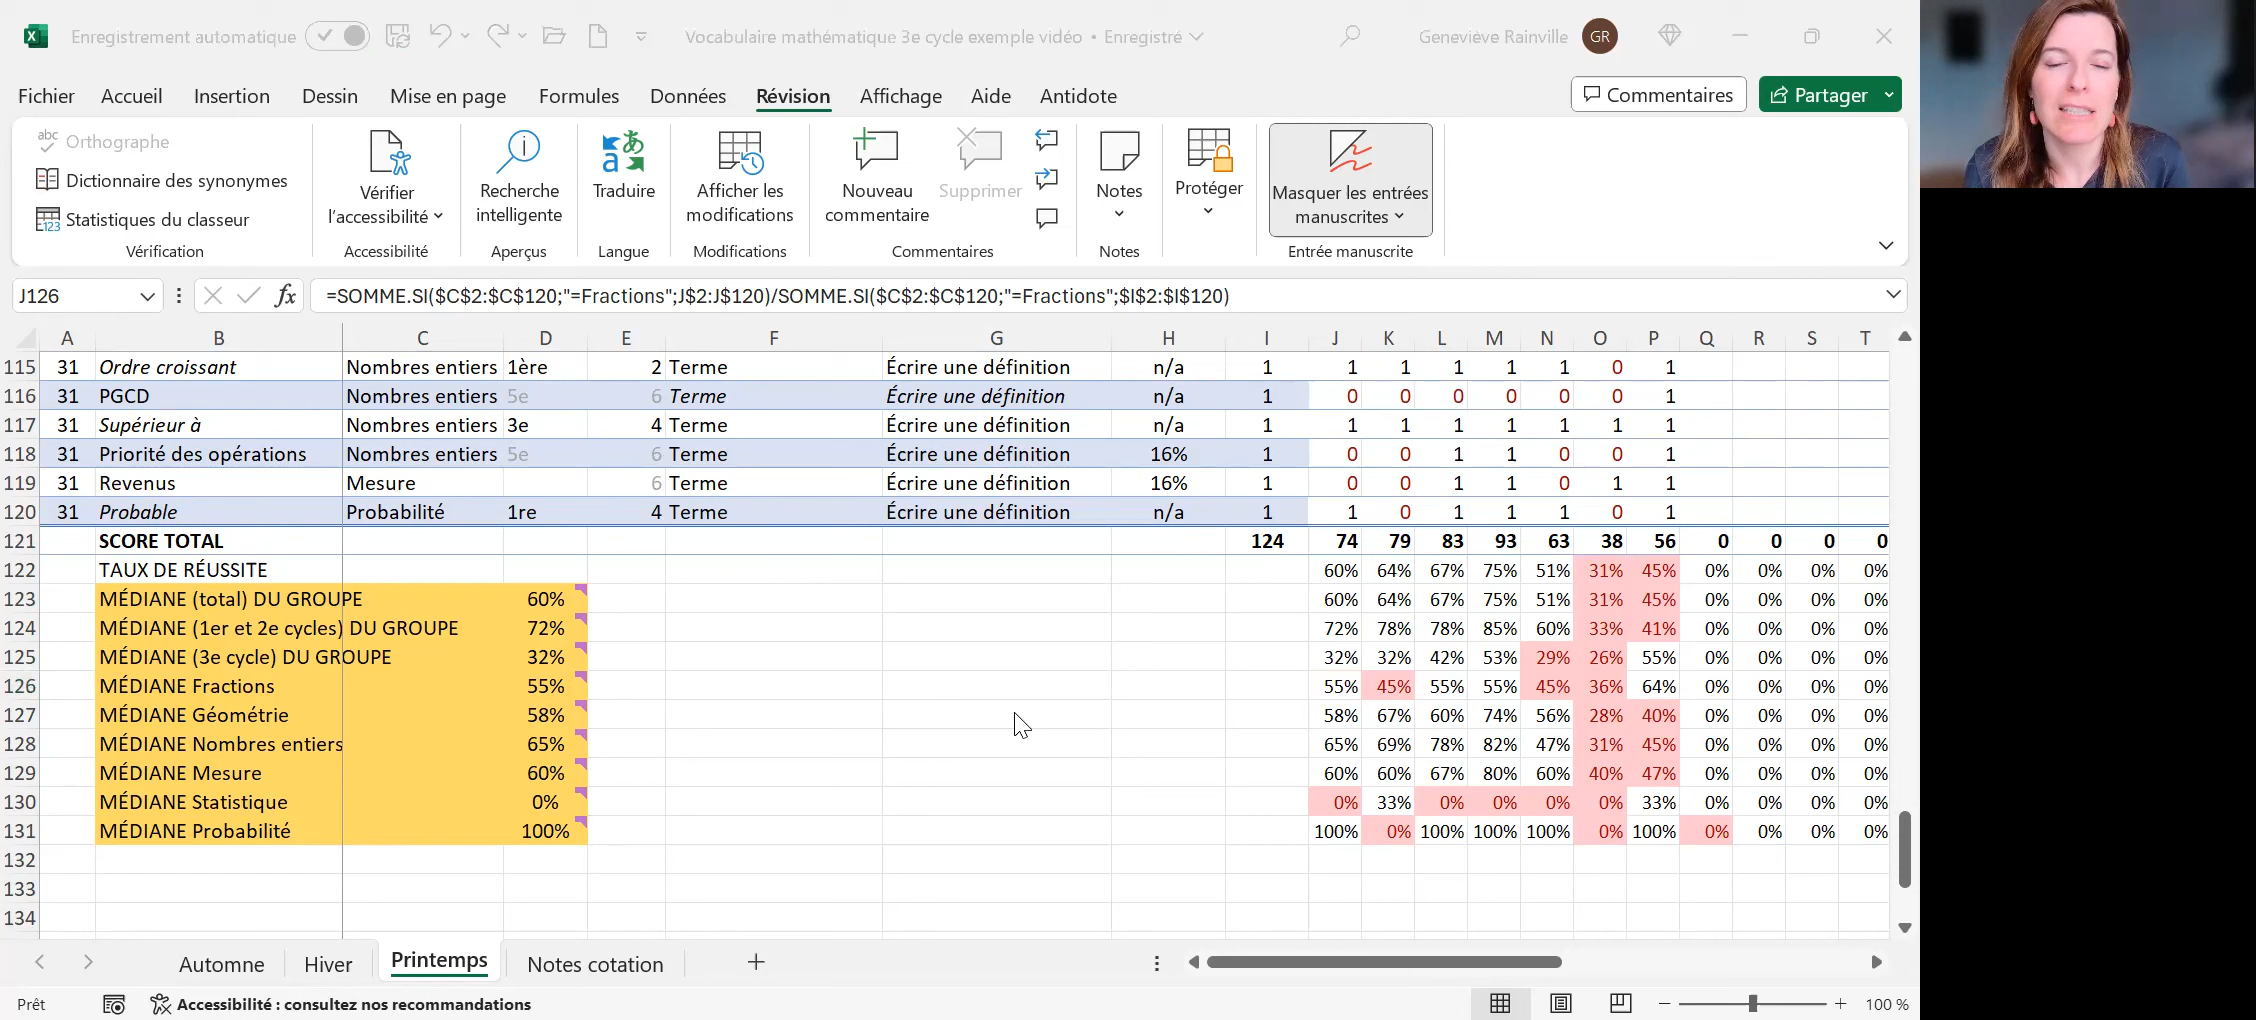 Enregistrement automatique
Vocabulaire mathématique 3e cycle exemple vidéo • Enregistré
Geneviève Rainville
GR
Fichier Accueil Insertion Dessin Mise en page Formules Données Révision Affichage Aide Antidote
Commentaires
Partager
abc Orthographe
Dictionnaire des synonymes
123 Statistiques du classeur
Vérification
Vérifier l'accessibilité
Accessibilité
Recherche intelligente
Aperçus
Traduire
Langue
Afficher les modifications
Modifications
Nouveau commentaire
Supprimer
Commentaires
Notes
Notes
Protéger
Masquer les entrées manuscrites
Entrée manuscrite
J126
fx
=SOMME.SI($C$2:$C$120;"=Fractions";J$2:J$120)/SOMME.SI($C$2:$C$120;"=Fractions";$I$2:$I$120)
A B C D E F G H I J K L M N O P Q R S T
115 31 Ordre croissant Nombres entiers 1ère 2 Terme Écrire une définition n/a 1 1 1 1 1 1 0 1
116 31 PGCD Nombres entiers 5e 6 Terme Écrire une définition n/a 1 0 0 0 0 0 0 1
117 31 Supérieur à Nombres entiers 3e 4 Terme Écrire une définition n/a 1 1 1 1 1 1 1 1
118 31 Priorité des opérations Nombres entiers 5e 6 Terme Écrire une définition 16% 1 0 0 1 1 0 0 1
119 31 Revenus Mesure 6 Terme Écrire une définition 16% 1 0 0 1 1 0 1 1
120 31 Probable Probabilité 1re 4 Terme Écrire une définition n/a 1 1 0 1 1 1 0 1
121 SCORE TOTAL 124 74 79 83 93 63 38 56 0 0 0 0
122 TAUX DE RÉUSSITE 60% 64% 67% 75% 51% 31% 45% 0% 0% 0% 0%
123 MÉDIANE (total) DU GROUPE 60% 60% 64% 67% 75% 51% 31% 45% 0% 0% 0% 0%
124 MÉDIANE (1er et 2e cycles) DU GROUPE 72% 72% 78% 78% 85% 60% 33% 41% 0% 0% 0% 0%
125 MÉDIANE (3e cycle) DU GROUPE 32% 32% 32% 42% 53% 29% 26% 55% 0% 0% 0% 0%
126 MÉDIANE Fractions 55% 55% 45% 55% 55% 45% 36% 64% 0% 0% 0% 0%
127 MÉDIANE Géométrie 58% 58% 67% 60% 74% 56% 28% 40% 0% 0% 0% 0%
128 MÉDIANE Nombres entiers 65% 65% 69% 78% 82% 47% 31% 45% 0% 0% 0% 0%
129 MÉDIANE Mesure 60% 60% 60% 67% 80% 60% 40% 47% 0% 0% 0% 0%
130 MÉDIANE Statistique 0% 0% 33% 0% 0% 0% 0% 33% 0% 0% 0% 0%
131 MÉDIANE Probabilité 100% 100% 0% 100% 100% 100% 0% 100% 0% 0% 0% 0%
132
133
134
Automne Hiver Printemps Notes cotation
Prêt
Accessibilité : consultez nos recommandations
100 %